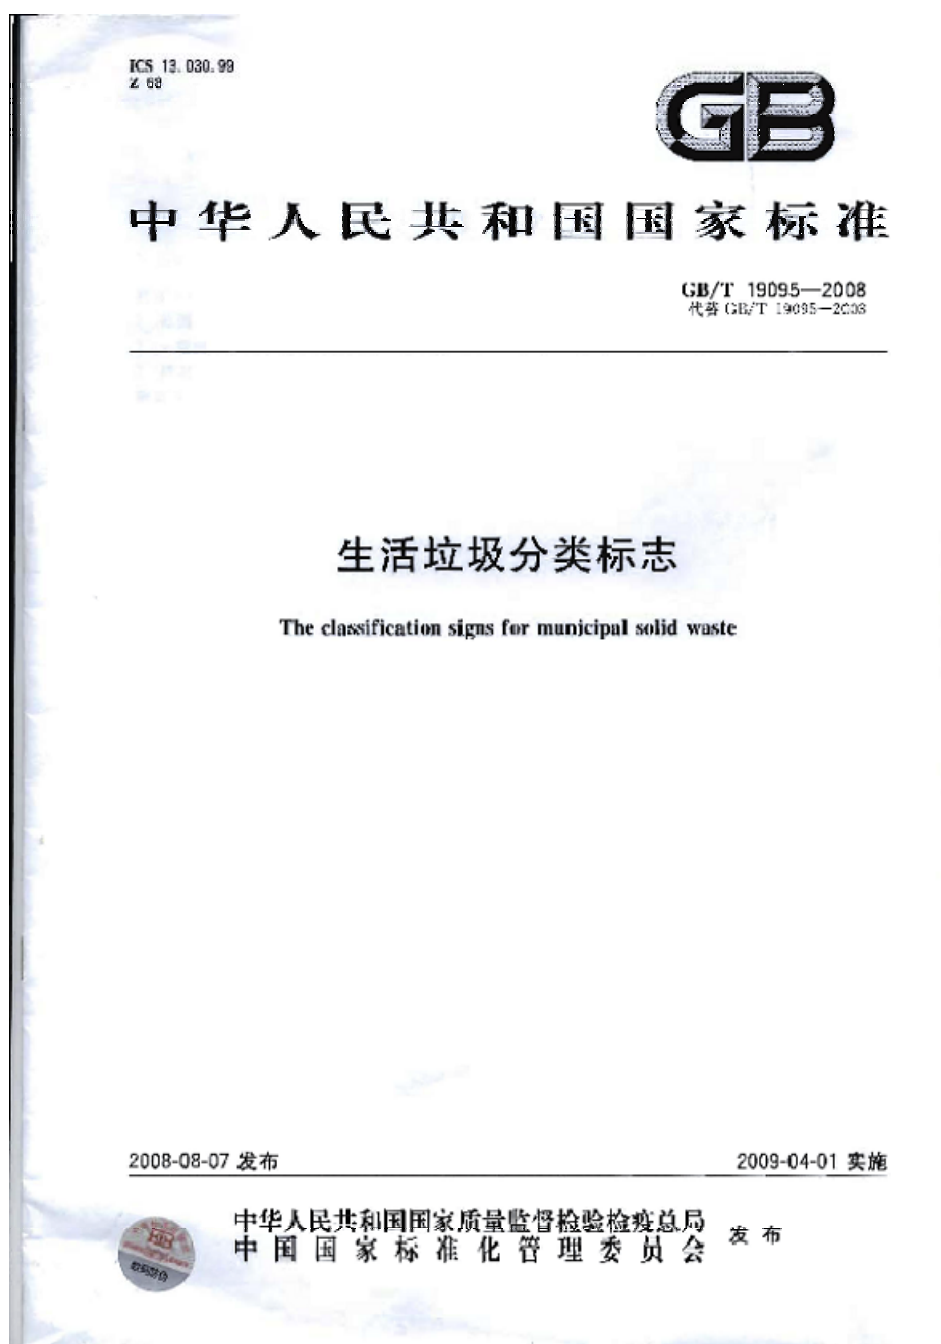 ICS 13.030.99
Z 68
GB
中华人民共和国国家标准
GB/T 19095—2008
代替 GB/T 19095—2003
生活垃圾分类标志
The classification signs for municipal solid waste
2008-08-07 发布
2009-04-01 实施
中华人民共和国国家质量监督检验检疫总局
中国国家标准化管理委员会
发布